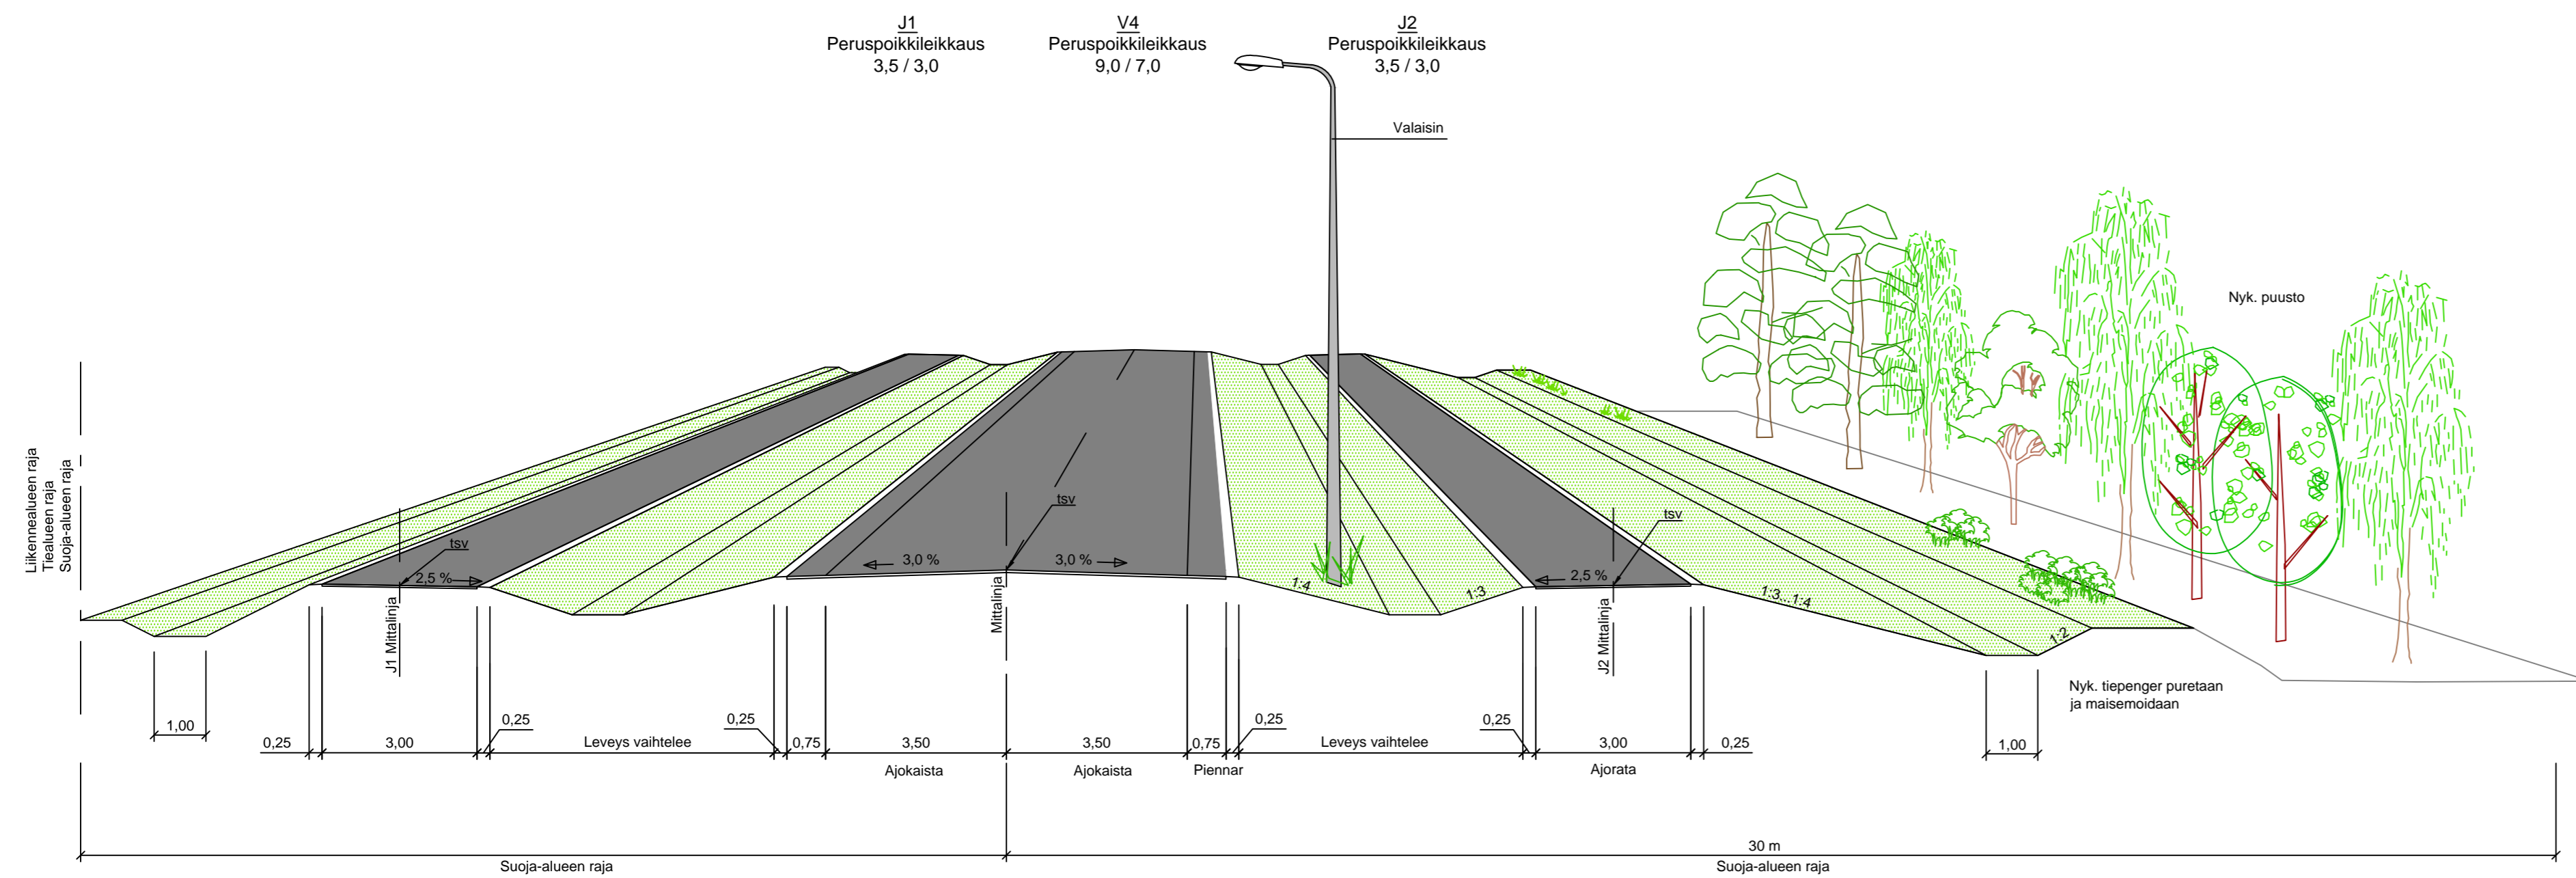 J1
Peruspoikkileikkaus
3,5 / 3,0
V4
Peruspoikkileikkaus
9,0 / 7,0
J2
Peruspoikkileikkaus
3,5 / 3,0
Valaisin
Nyk. puusto
Liikennealueen raja
Tiealueen raja
Suoja-alueen raja
tsv
tsv
tsv
2,5 %
3,0 %
3,0 %
2,5 %
1:4
1:3
1:3...1:4
1:2
J1 Mittalinja
Mittalinja
J2 Mittalinja
Nyk. tiepenger puretaan
ja maisemoidaan
1,00
0,25
3,00
0,25
Leveys vaihtelee
0,25
0,75
3,50
3,50
0,75
0,25
Leveys vaihtelee
0,25
3,00
0,25
1,00
Ajokaista
Ajokaista
Piennar
Ajorata
30 m
Suoja-alueen raja
Suoja-alueen raja